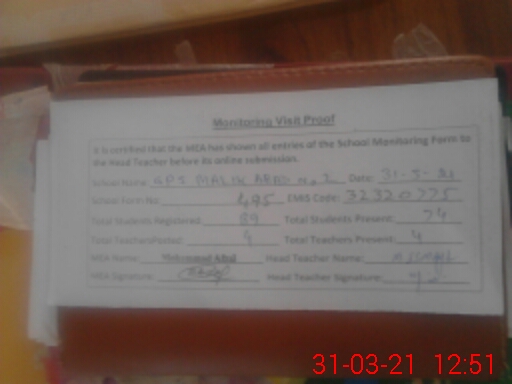 Monitoring Visit Proof
It is certified that the MEA has shown all entries of the School Monitoring Form to
the Head Teacher before its online submission.
School Name: GPS MALIK ABAD N.I Date: 31-3-21
School Form No. 495 EMIS Code: 32320775
Total Students Registered: 89 Total Students Present: 74
Total Teachers Posted: 4 Total Teachers Present: 4
MEA Name: Muhammad Head Teacher Name:
MEA Signature: Head Teacher Signature:
31-03-21 12:51